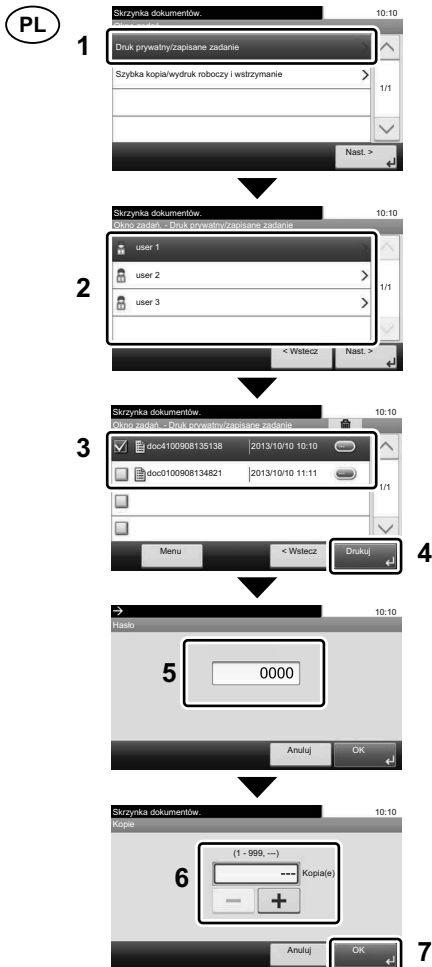 PL
Skrzynka dokumentów. 10:10
1
Druk prywatny/zapisane zadanie
Szybka kopia/wydruk roboczy i wstrzymanie
1/1
Nast. >
Skrzynka dokumentów. 10:10
Okno zadań. - Druk prywatny/zapisane zadanie
user 1
2
user 2
1/1
user 3
< Wstecz Nast. >
Skrzynka dokumentów. 10:10
Okno zadań. - Druk prywatny/zapisane zadanie
3
doc4100908135138 2013/10/10 10:10
doc0100908134821 2013/10/10 11:11
1/1
Menu < Wstecz Drukuj
4
10:10
Hasło
5
0000
Anuluj OK
Skrzynka dokumentów. 10:10
Kopie
(1 - 999, ---)
6
--- Kopia(e)
Anuluj OK
7